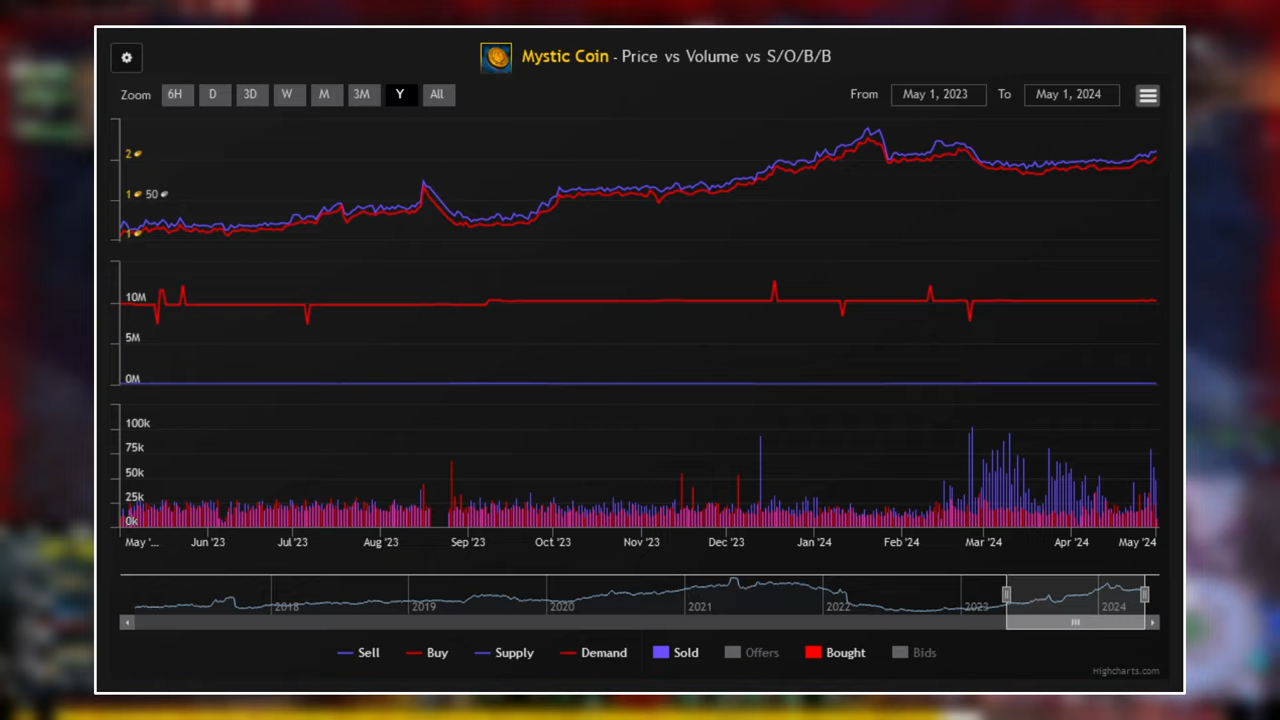 Mystic Coin - Price vs Volume vs S/O/B/B
Zoom 6H D 3D W M 3M Y All From May 1, 2023 To May 1, 2024
2
1 50
1
10M
5M
0M
100k
75k
50k
25k
0k
May '... Jun '23 Jul '23 Aug '23 Sep '23 Oct '23 Nov '23 Dec '23 Jan '24 Feb '24 Mar '24 Apr '24 May '24
2018 2019 2020 2021 2022 2023 2024
Sell Buy Supply Demand Sold Offers Bought Bids
Highcharts.com